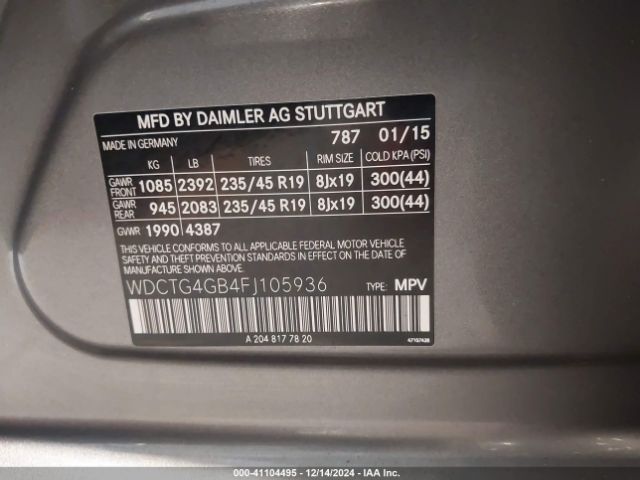 MFD BY DAIMLER AG STUTTGART
MADE IN GERMANY 787 01/15
KG LB TIRES RIM SIZE COLD KPA(PSI)
GAWR FRONT 1085 2392 235/45 R19 8Jx19 300(44)
GAWR REAR 945 2083 235/45 R19 8Jx19 300(44)
GVWR 1990 4387
THIS VEHICLE CONFORMS TO ALL APPLICABLE FEDERAL MOTOR VEHICLE
SAFETY AND THEFT PREVENTION STANDARDS IN EFFECT ON THE DATE OF
MANUFACTURE SHOWN ABOVE.
WDCTG4GB4FJ105936 TYPE: MPV
A 204 817 78 20
000-41104495 - 12/14/2024 - IAA Inc.